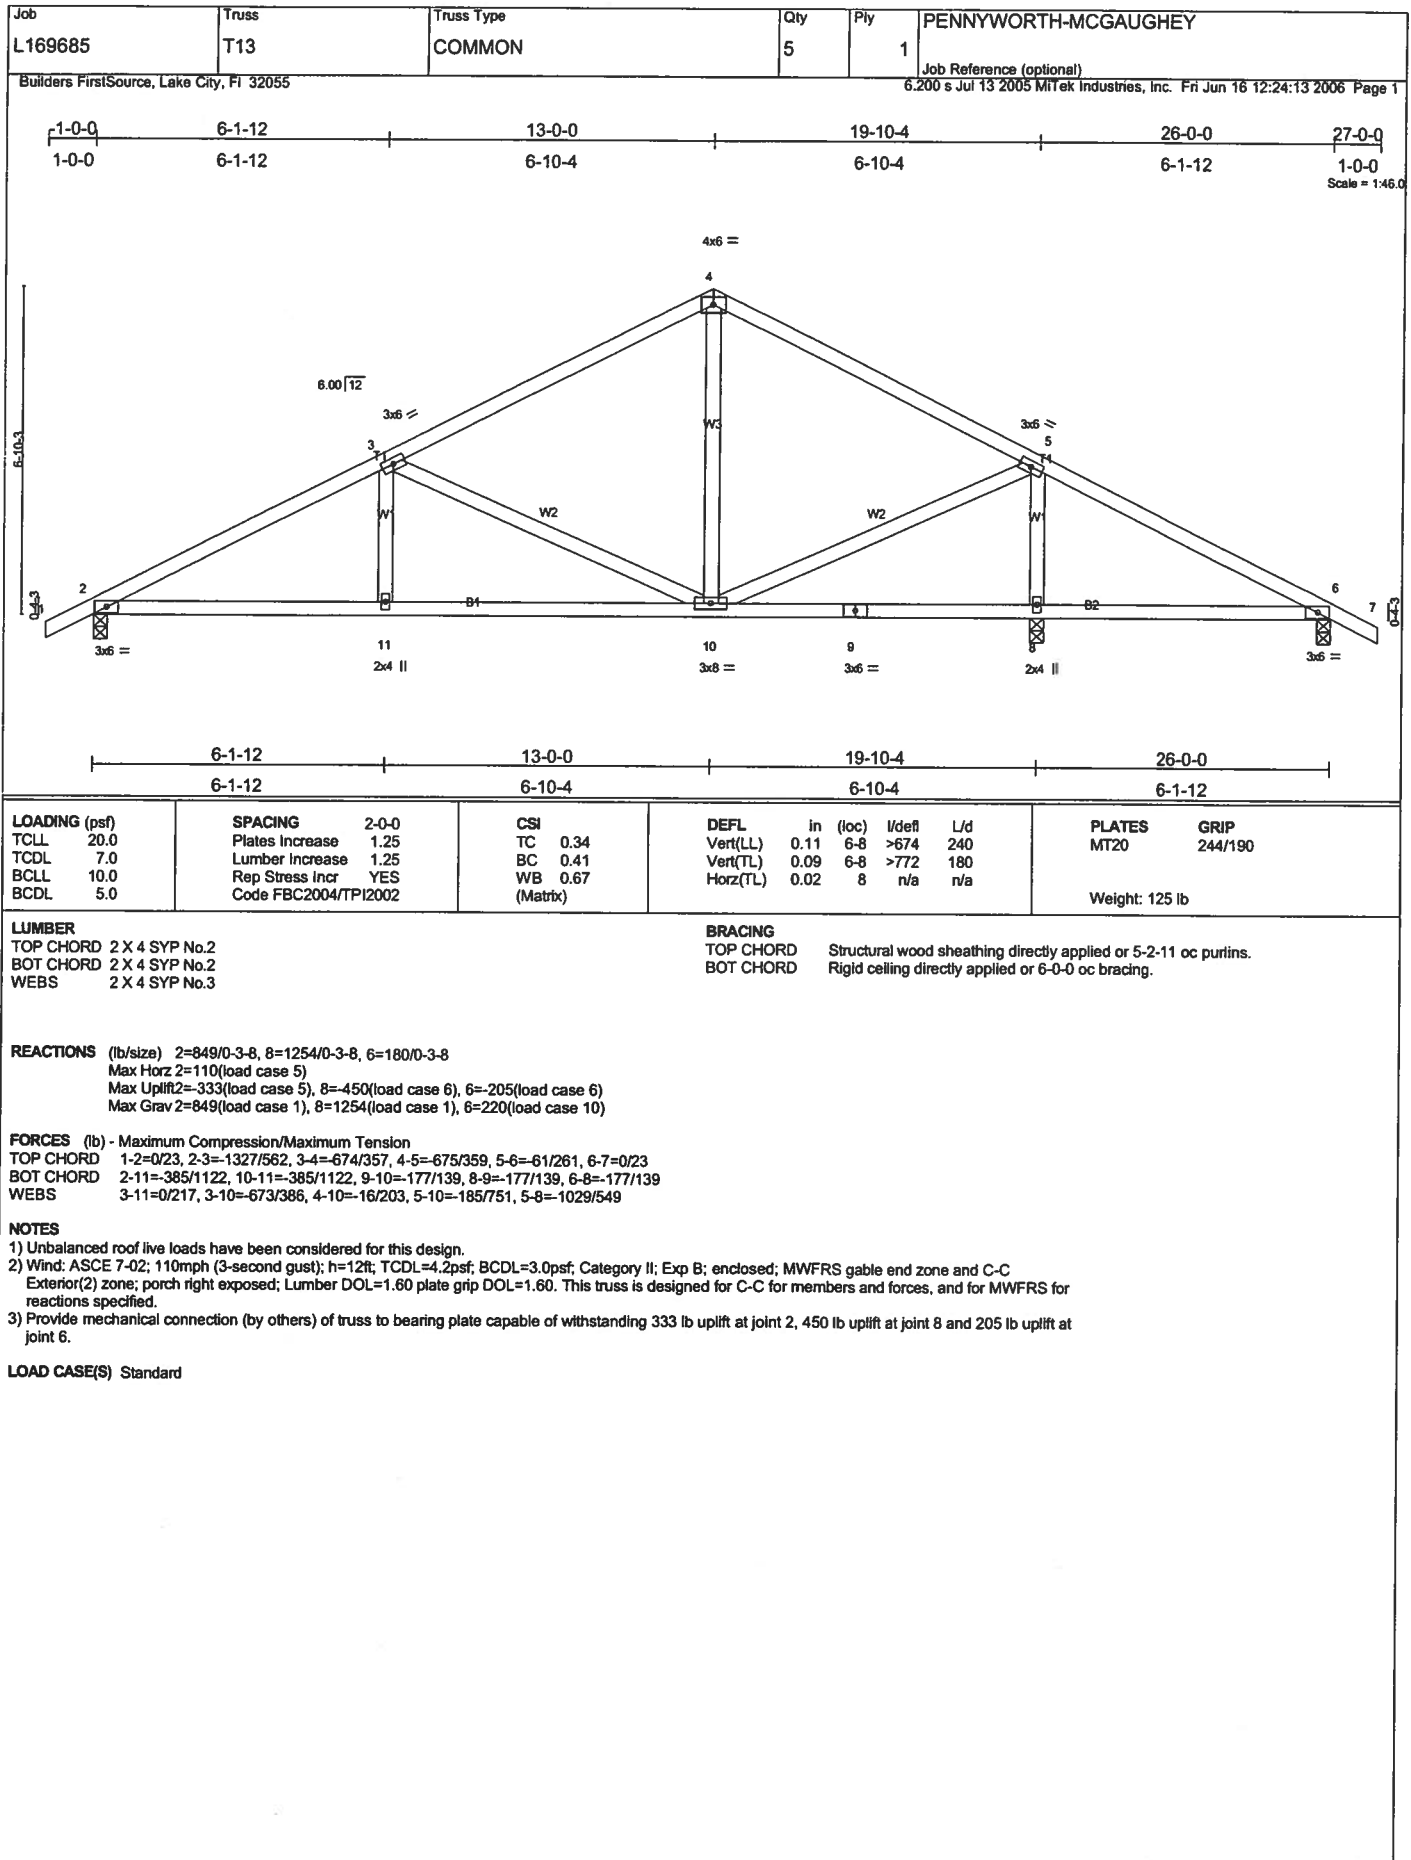 Job Truss Truss Type Qty Ply PENNYWORTH-MCGAUGHEY
L169685 T13 COMMON 5 1
Job Reference (optional)
Builders FirstSource, Lake City, Fl 32055 6.200 s Jul 13 2005 MiTek Industries, Inc. Fri Jun 16 12:24:13 2006 Page 1
-1-0-0 6-1-12 13-0-0 19-10-4 26-0-0 27-0-0
1-0-0 6-1-12 6-10-4 6-10-4 6-1-12 1-0-0
Scale = 1:46.0
4x6 =
4
6.00 12
3x6 3x6
3 5
T1 T1
6-10-3
W3
W1 W2 W2 W1
2 6
0-4-3 B1 B2 7 0-4-3
3x6 = 11 10 9 8 3x6 =
2x4 || 3x8 = 3x6 = 2x4 ||
6-1-12 13-0-0 19-10-4 26-0-0
6-1-12 6-10-4 6-10-4 6-1-12
LOADING (psf) SPACING 2-0-0 CSI DEFL in (loc) l/defl L/d PLATES GRIP
TCLL 20.0 Plates Increase 1.25 TC 0.34 Vert(LL) 0.11 6-8 >674 240 MT20 244/190
TCDL 7.0 Lumber Increase 1.25 BC 0.41 Vert(TL) 0.09 6-8 >772 180
BCLL 10.0 Rep Stress Incr YES WB 0.67 Horz(TL) 0.02 8 n/a n/a
BCDL 5.0 Code FBC2004/TPI2002 (Matrix) Weight: 125 lb
LUMBER BRACING
TOP CHORD 2 X 4 SYP No.2 TOP CHORD Structural wood sheathing directly applied or 5-2-11 oc purlins.
BOT CHORD 2 X 4 SYP No.2 BOT CHORD Rigid ceiling directly applied or 6-0-0 oc bracing.
WEBS 2 X 4 SYP No.3
REACTIONS (lb/size) 2=849/0-3-8, 8=1254/0-3-8, 6=180/0-3-8
Max Horz 2=110(load case 5)
Max Uplift2=-333(load case 5), 8=-450(load case 6), 6=-205(load case 6)
Max Grav 2=849(load case 1), 8=1254(load case 1), 6=220(load case 10)
FORCES (lb) - Maximum Compression/Maximum Tension
TOP CHORD 1-2=0/23, 2-3=-1327/562, 3-4=-674/357, 4-5=-675/359, 5-6=-61/261, 6-7=0/23
BOT CHORD 2-11=-385/1122, 10-11=-385/1122, 9-10=-177/139, 8-9=-177/139, 6-8=-177/139
WEBS 3-11=0/217, 3-10=-673/386, 4-10=-16/203, 5-10=-185/751, 5-8=-1029/549
NOTES
1) Unbalanced roof live loads have been considered for this design.
2) Wind: ASCE 7-02; 110mph (3-second gust); h=12ft; TCDL=4.2psf; BCDL=3.0psf; Category II; Exp B; enclosed; MWFRS gable end zone and C-C
Exterior(2) zone; porch right exposed; Lumber DOL=1.60 plate grip DOL=1.60. This truss is designed for C-C for members and forces, and for MWFRS for
reactions specified.
3) Provide mechanical connection (by others) of truss to bearing plate capable of withstanding 333 lb uplift at joint 2, 450 lb uplift at joint 8 and 205 lb uplift at
joint 6.
LOAD CASE(S) Standard